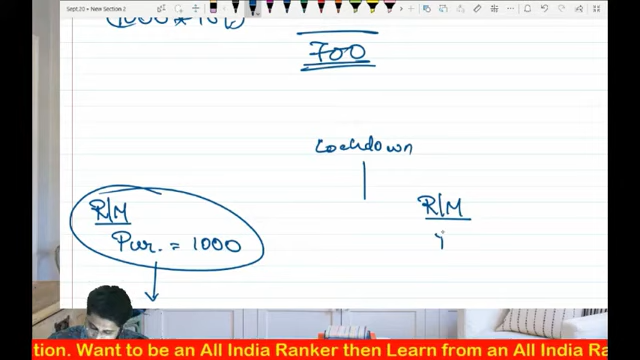 Sept 20 » New Section 2
700
Lockdown
R/M
Pur. = 1000
R/M
tion. Want to be an All India Ranker then Learn from an All India Ra